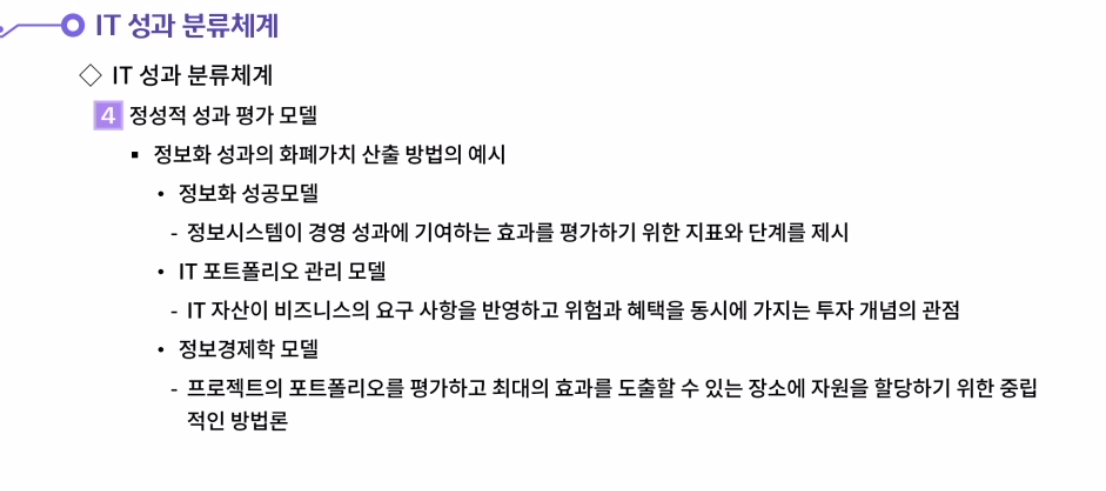 IT 성과 분류체계
◇ IT 성과 분류체계
4 정성적 성과 평가 모델
▪ 정보화 성과의 화폐가치 산출 방법의 예시
• 정보화 성공모델
- 정보시스템이 경영 성과에 기여하는 효과를 평가하기 위한 지표와 단계를 제시
• IT 포트폴리오 관리 모델
- IT 자산이 비즈니스의 요구 사항을 반영하고 위험과 혜택을 동시에 가지는 투자 개념의 관점
• 정보경제학 모델
- 프로젝트의 포트폴리오를 평가하고 최대의 효과를 도출할 수 있는 장소에 자원을 할당하기 위한 중립
적인 방법론